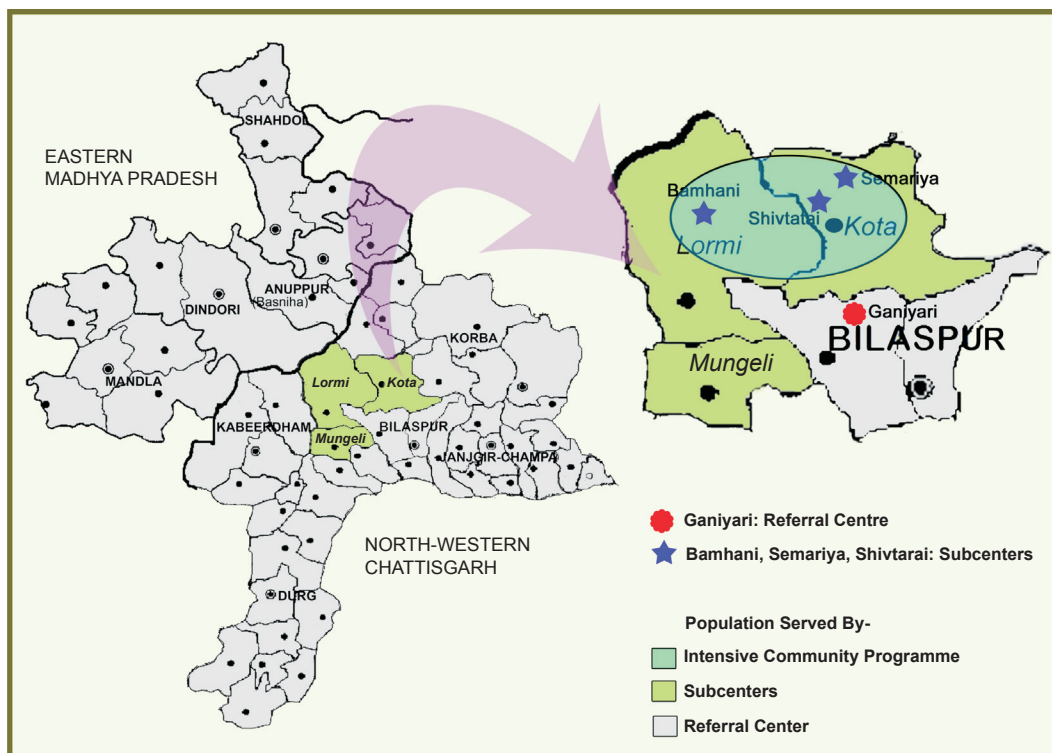 EASTERN
MADHYA PRADESH
SHAHDOL
ANUPPUR
(Basniha)
DINDORI
MANDLA
KORBA
Lormi
Kota
KABEERDHAM
Mungeli
BILASPUR
JANJGIR-CHAMPA
NORTH-WESTERN
CHATTISGARH
DURG
Bamhani
Semariya
Shivtatai
Lormi
Kota
Ganiyari
BILASPUR
Mungeli
Ganiyari: Referral Centre
Bamhani, Semariya, Shivtarai: Subcenters
Population Served By-
Intensive Community Programme
Subcenters
Referral Center